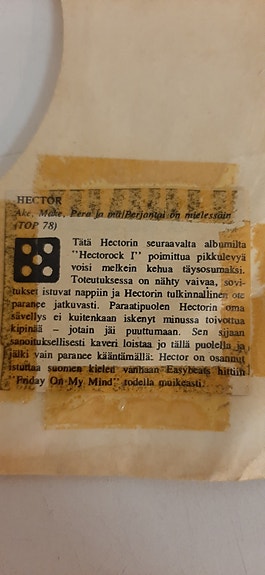 HECTOR
Ake, Make, Pera ja mä/Perjantai on mielessäin
(TOP 78)
Tätä Hectorin seuraavalta albumilta
"Hectorock I" poimittua pikkulevyä
voisi melkein kehua täysosumaksi.
Toteutuksessa on nähty vaivaa, sovi-
tukset istuvat nappiin ja Hectorin tulkinnallinen ote
paranee jatkuvasti. Paraatipuolen Hectorin oma
sävellys ei kuitenkaan iskenyt minussa toivottua
kipinää – jotain jäi puuttumaan. Sen sijaan
sanoituksellisesti kaveri loistaa jo tällä puolella ja
jälki vain paranee kääntämällä: Hector on osannut
istuttaa suomen kielen vanhaan Easybeats hittiin
"Friday On My Mind" todella muikeasti.